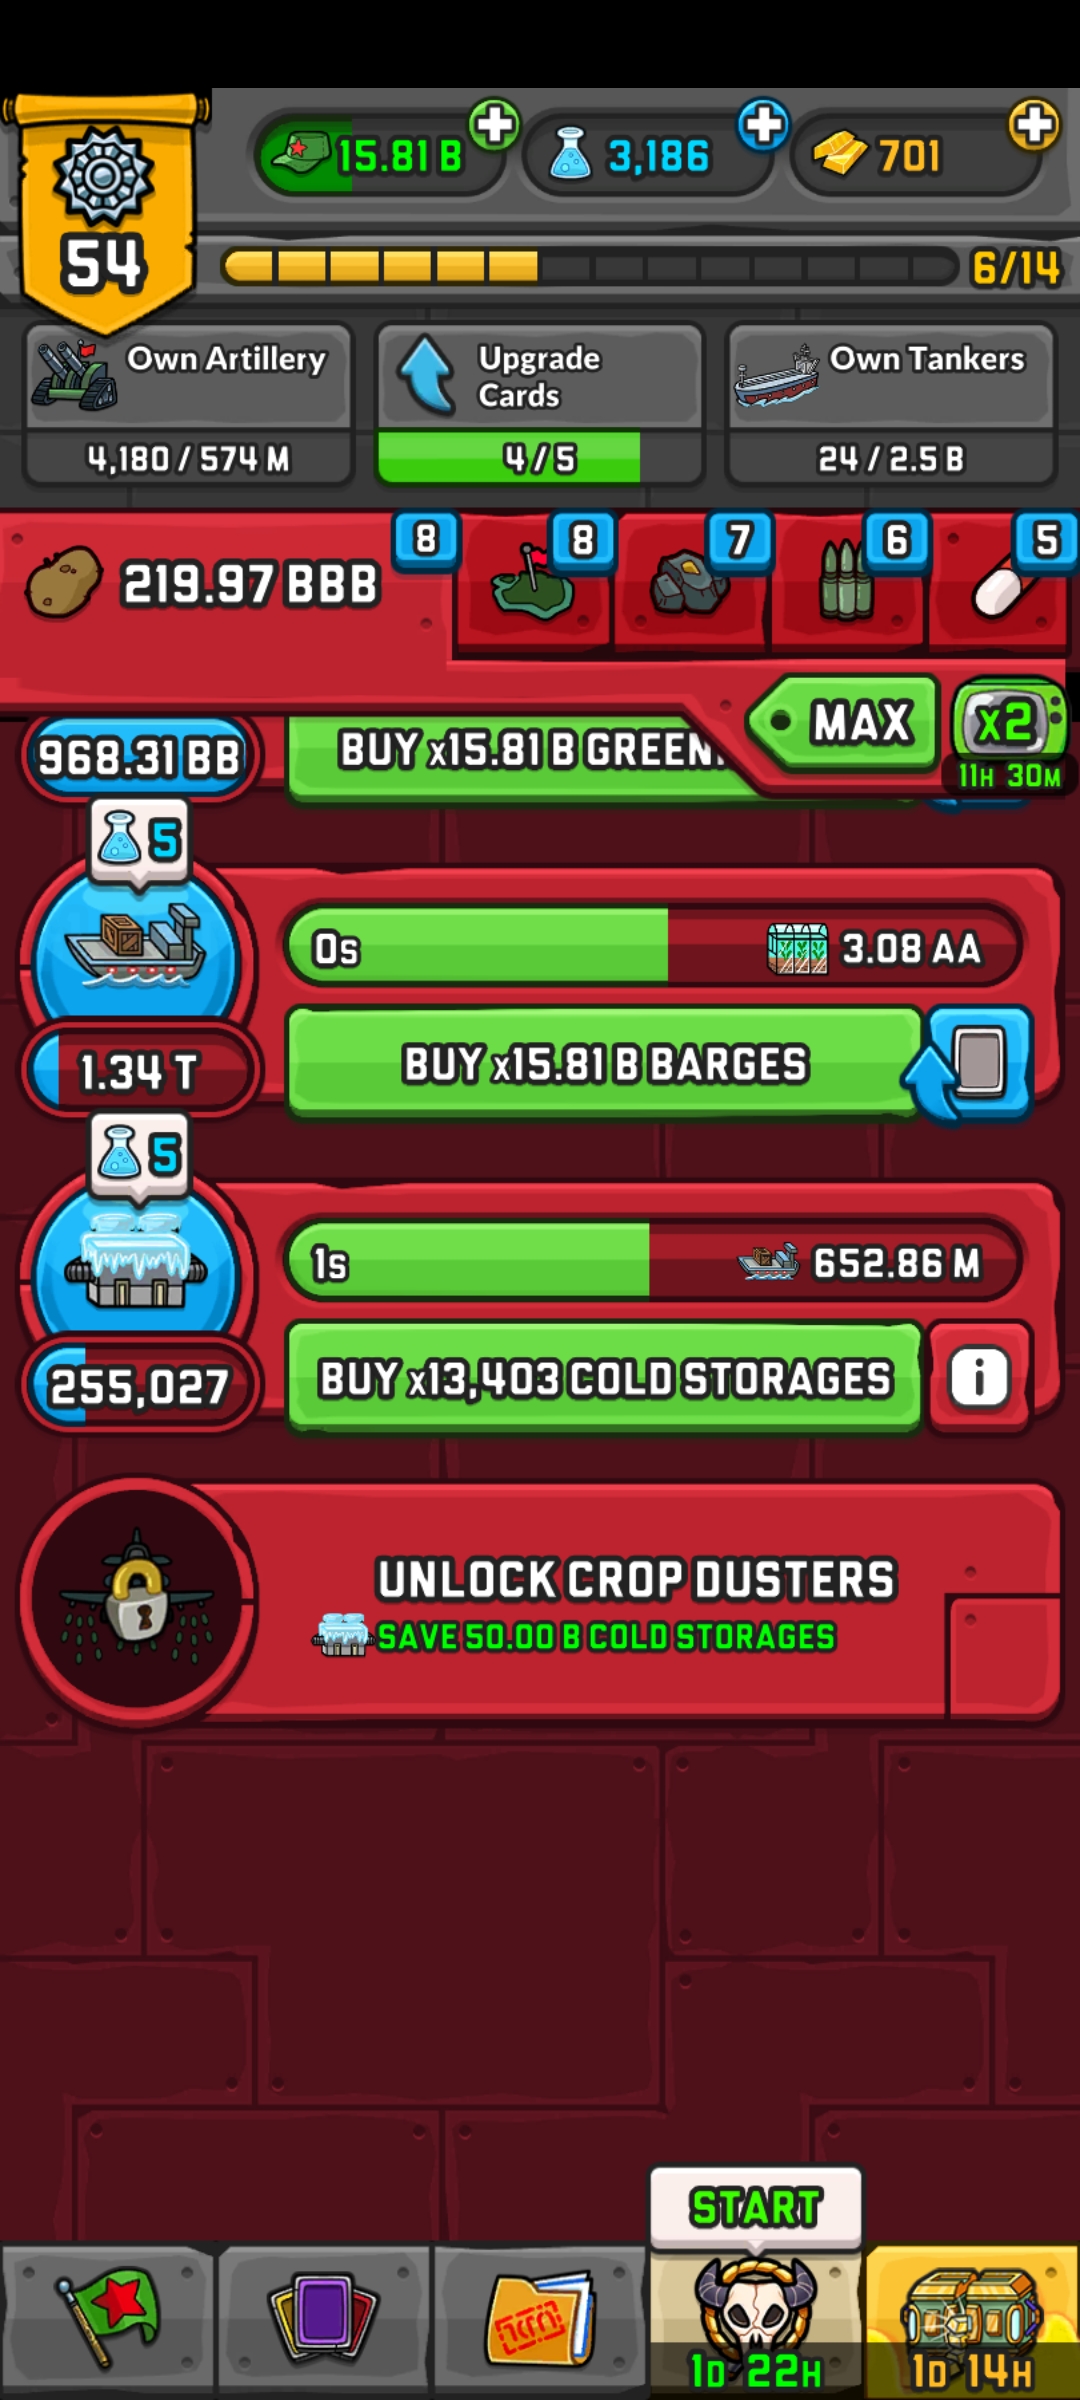 15.81 B
3,186
701
54
6/14
Own Artillery
4,180 / 574 M
Upgrade
Cards
4 / 5
Own Tankers
24 / 2.5 B
219.97 BBB
8
8
7
6
5
MAX
x2
11H 30M
968.31 BB
BUY x15.81 B GREEN
5
0s
3.08 AA
1.34 T
BUY x15.81 B BARGES
5
1s
652.86 M
255,027
BUY x13,403 COLD STORAGES
i
UNLOCK CROP DUSTERS
SAVE 50.00 B COLD STORAGES
START
1D 22H
1D 14H